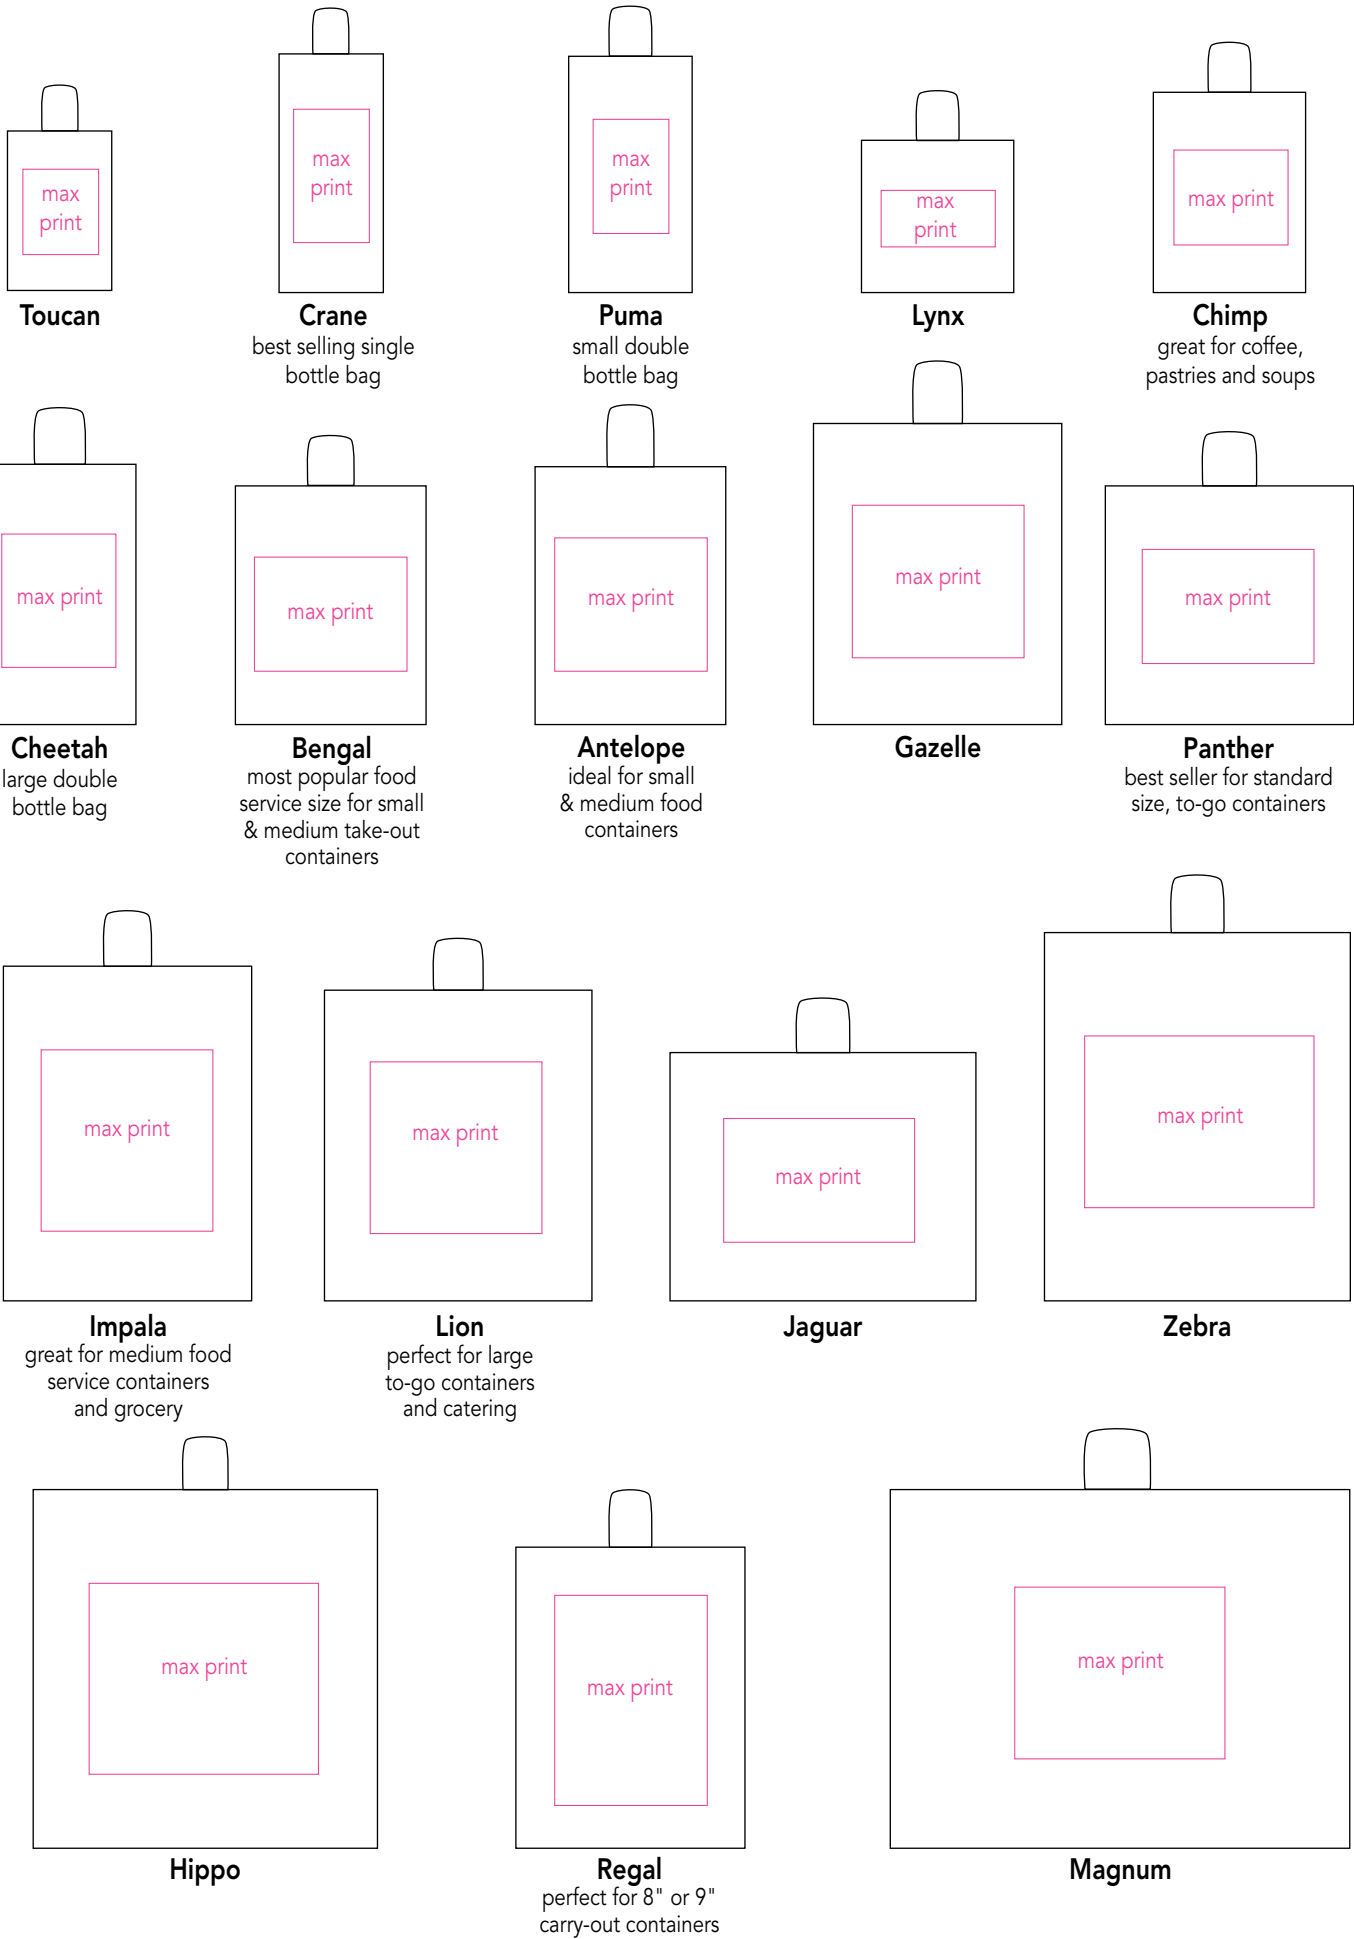 max
print
Toucan
max
print
Crane
best selling single
bottle bag
max
print
Puma
small double
bottle bag
max
print
Lynx
max print
Chimp
great for coffee,
pastries and soups
max print
Cheetah
large double
bottle bag
max print
Bengal
most popular food
service size for small
& medium take-out
containers
max print
Antelope
ideal for small
& medium food
containers
max print
Gazelle
max print
Panther
best seller for standard
size, to-go containers
max print
Impala
great for medium food
service containers
and grocery
max print
Lion
perfect for large
to-go containers
and catering
max print
Jaguar
max print
Zebra
max print
Hippo
max print
Regal
perfect for 8" or 9"
carry-out containers
max print
Magnum